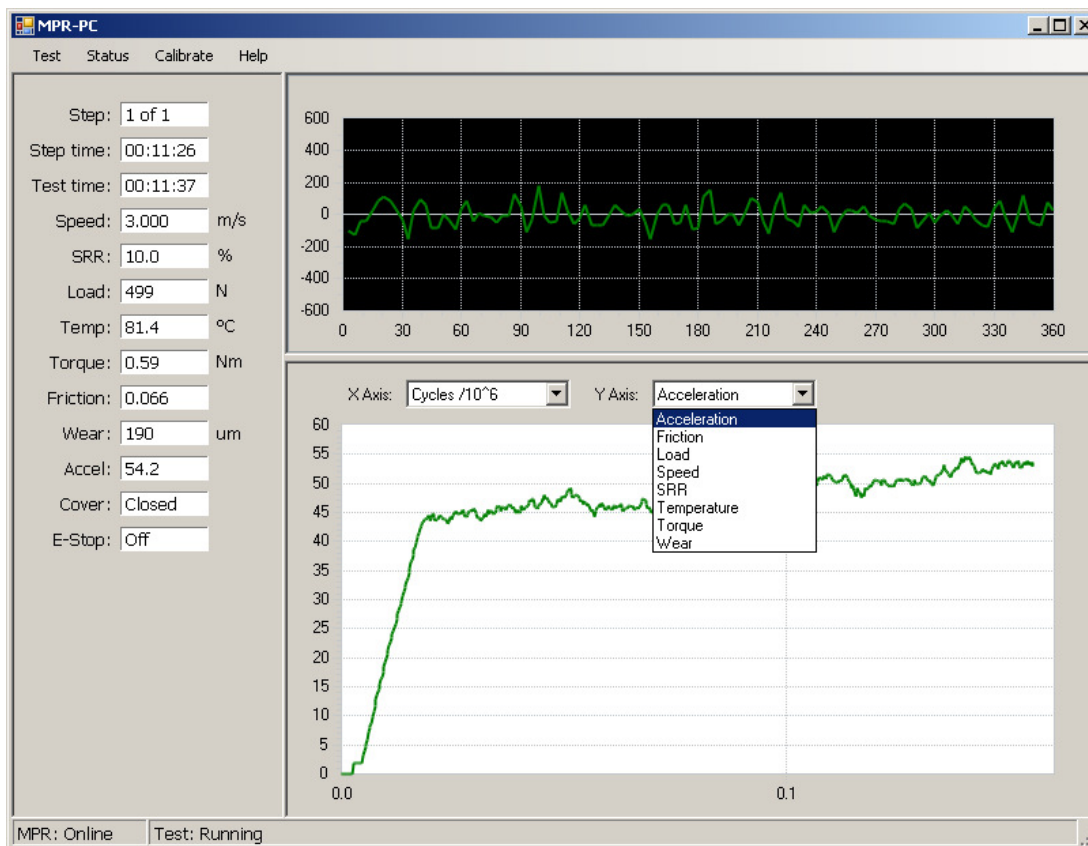 MPR-PC
Test Status Calibrate Help
Step: 1 of 1
Step time: 00:11:26
Test time: 00:11:37
Speed: 3.000 m/s
SRR: 10.0 %
Load: 499 N
Temp: 81.4 ºC
Torque: 0.59 Nm
Friction: 0.066
Wear: 190 um
Accel: 54.2
Cover: Closed
E-Stop: Off
600
400
200
0
-200
-400
-600
0 30 60 90 120 150 180 210 240 270 300 330 360
X Axis: Cycles /10^6 Y Axis: Acceleration
Acceleration
Friction
Load
Speed
SRR
Temperature
Torque
Wear
60
55
50
45
40
35
30
25
20
15
10
5
0
0.0 0.1
MPR: Online Test: Running